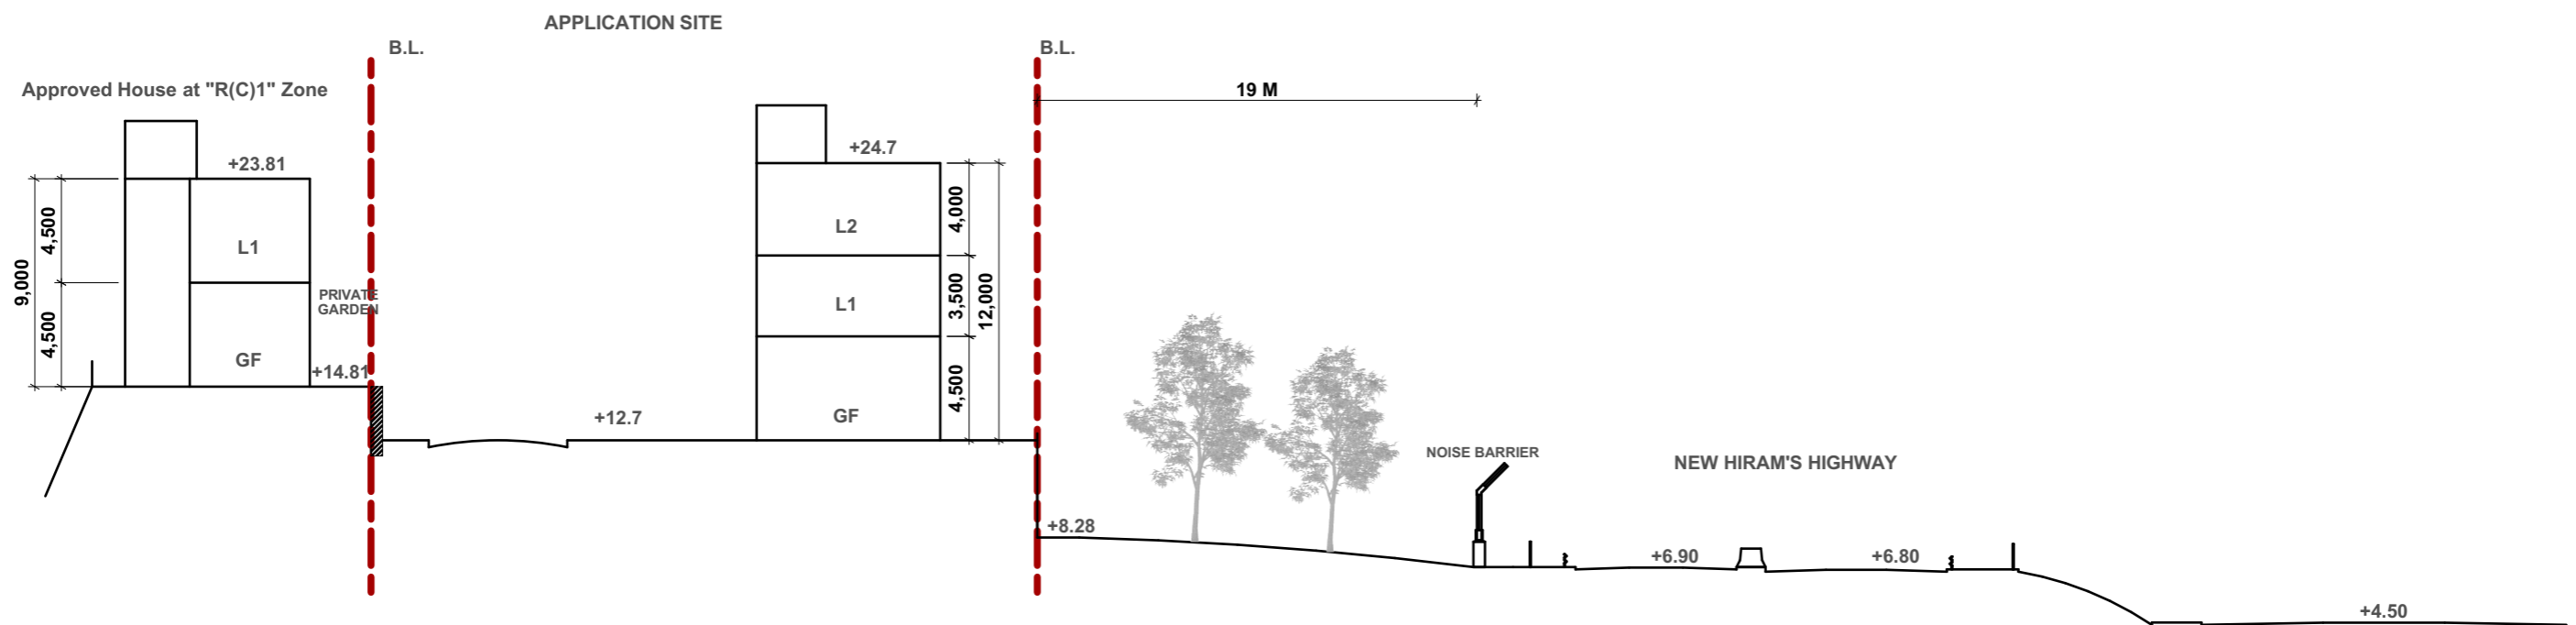 APPLICATION SITE
B.L.
B.L.
Approved House at "R(C)1" Zone
19 M
+23.81
+24.7
4,500
9,000
4,500
L1
PRIVATE
GARDEN
GF
+14.81
+12.7
L2
L1
GF
4,000
3,500
12,000
4,500
NOISE BARRIER
NEW HIRAM'S HIGHWAY
+8.28
+6.90
+6.80
+4.50